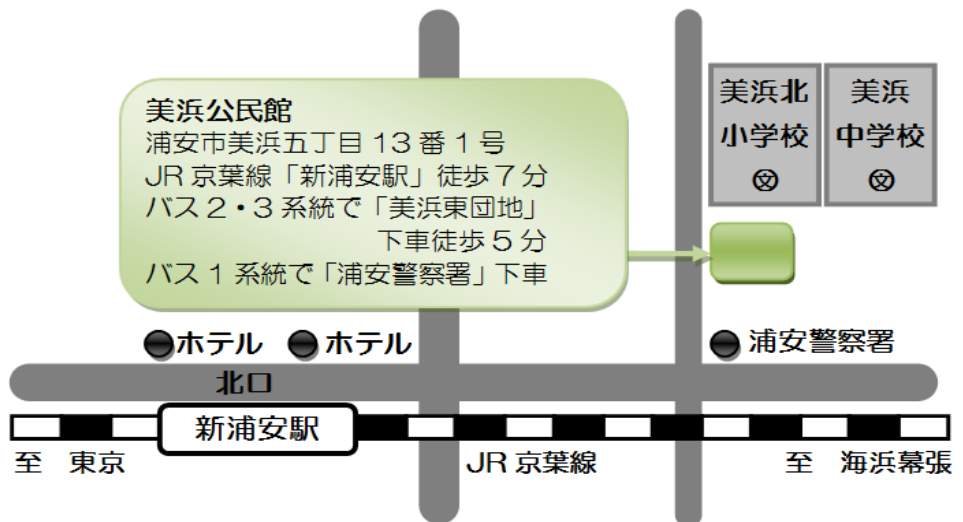 美浜公民館
浦安市美浜五丁目 13 番 1 号
JR 京葉線「新浦安駅」徒歩 7 分
バス 2・3 系統で「美浜東団地」
下車徒歩 5 分
バス 1 系統で「浦安警察署」下車
美浜北
小学校
文
美浜
中学校
文
ホテル
ホテル
浦安警察署
北口
新浦安駅
至 東京
JR 京葉線
至 海浜幕張